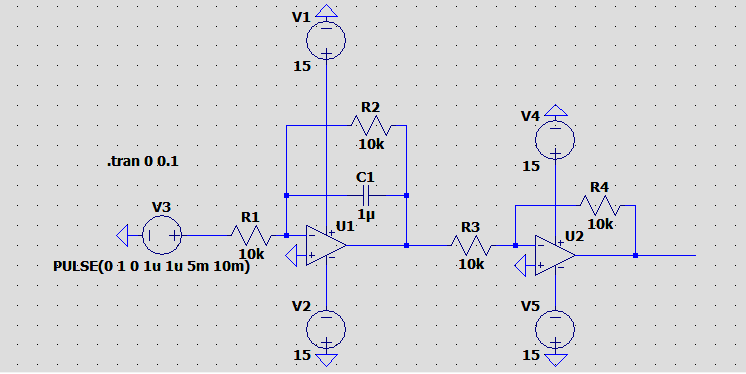 V1
15
R2
10k
C1
1µ
V4
15
.tran 0 0.1
V3
R1
10k
U1
R3
10k
R4
10k
U2
PULSE(0 1 0 1u 1u 5m 10m)
V2
15
V5
15